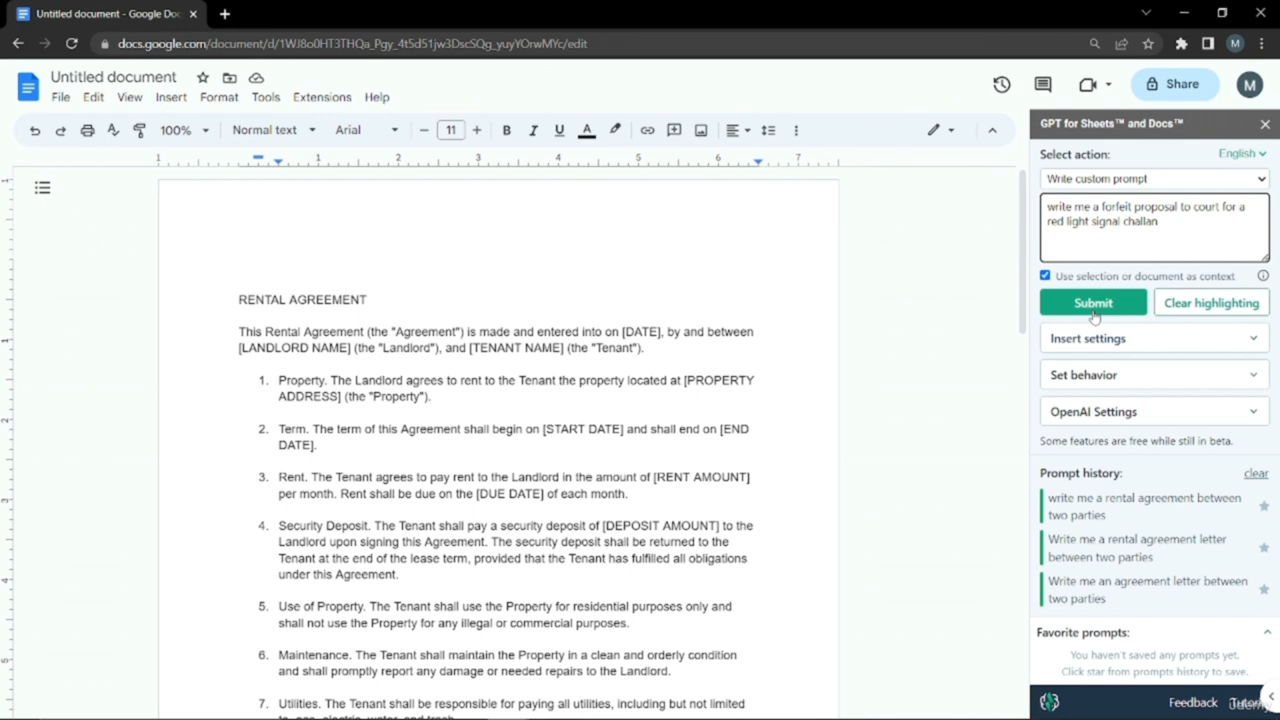 Untitled document - Google Doc
docs.google.com/document/d/1WJ8o0HT3THQa_Pgy_4t5d51jw3DscSQg_yuyYOrwMYc/edit
M
Untitled document
Share
M
File Edit View Insert Format Tools Extensions Help
100% Normal text Arial 11
1 1 2 3 4 5 6 7
RENTAL AGREEMENT
This Rental Agreement (the "Agreement") is made and entered into on [DATE], by and between
[LANDLORD NAME] (the "Landlord"), and [TENANT NAME] (the "Tenant").
1. Property. The Landlord agrees to rent to the Tenant the property located at [PROPERTY
ADDRESS] (the "Property").
2. Term. The term of this Agreement shall begin on [START DATE] and shall end on [END
DATE].
3. Rent. The Tenant agrees to pay rent to the Landlord in the amount of [RENT AMOUNT]
per month. Rent shall be due on the [DUE DATE] of each month.
4. Security Deposit. The Tenant shall pay a security deposit of [DEPOSIT AMOUNT] to the
Landlord upon signing this Agreement. The security deposit shall be returned to the
Tenant at the end of the lease term, provided that the Tenant has fulfilled all obligations
under this Agreement.
5. Use of Property. The Tenant shall use the Property for residential purposes only and
shall not use the Property for any illegal or commercial purposes.
6. Maintenance. The Tenant shall maintain the Property in a clean and orderly condition
and shall promptly report any damage or needed repairs to the Landlord.
7. Utilities. The Tenant shall be responsible for paying all utilities, including but not limited
GPT for Sheets™ and Docs™
Select action: English
Write custom prompt
write me a forfeit proposal to court for a
red light signal challan
Use selection or document as context
Submit Clear highlighting
Insert settings
Set behavior
OpenAI Settings
Some features are free while still in beta.
Prompt history: clear
write me a rental agreement between
two parties
Write me a rental agreement letter
between two parties
Write me an agreement letter between
two parties
Favorite prompts:
You haven't saved any prompts yet.
Click star from prompts history to save.
Feedback
Udemy